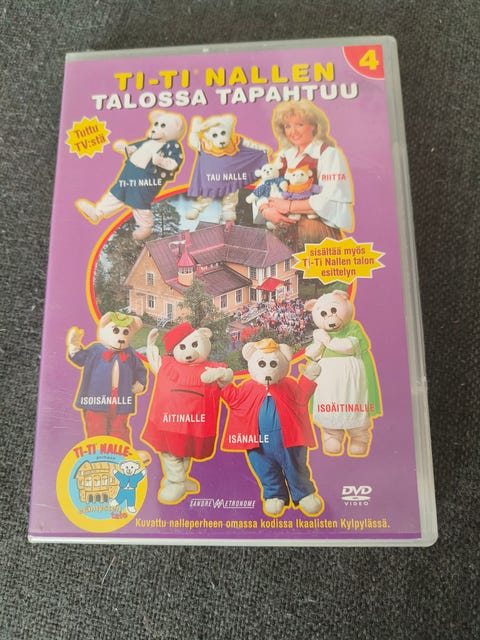 4
TI-TI NALLEN
TALOSSA TAPAHTUU
Tuttu
TV:stä
TI-TI NALLE
TAU NALLE
RIITTA
sisältää myös
Ti-Ti Nallen talon
esittelyn
ISOISÄNALLE
ÄITINALLE
ISÄNALLE
ISOÄITINALLE
TI-TI NALLE-
perheen
talo
SANDREW METRONOME
DVD
VIDEO
Kuvattu nalleperheen omassa kodissa Ikaalisten Kylpylässä.